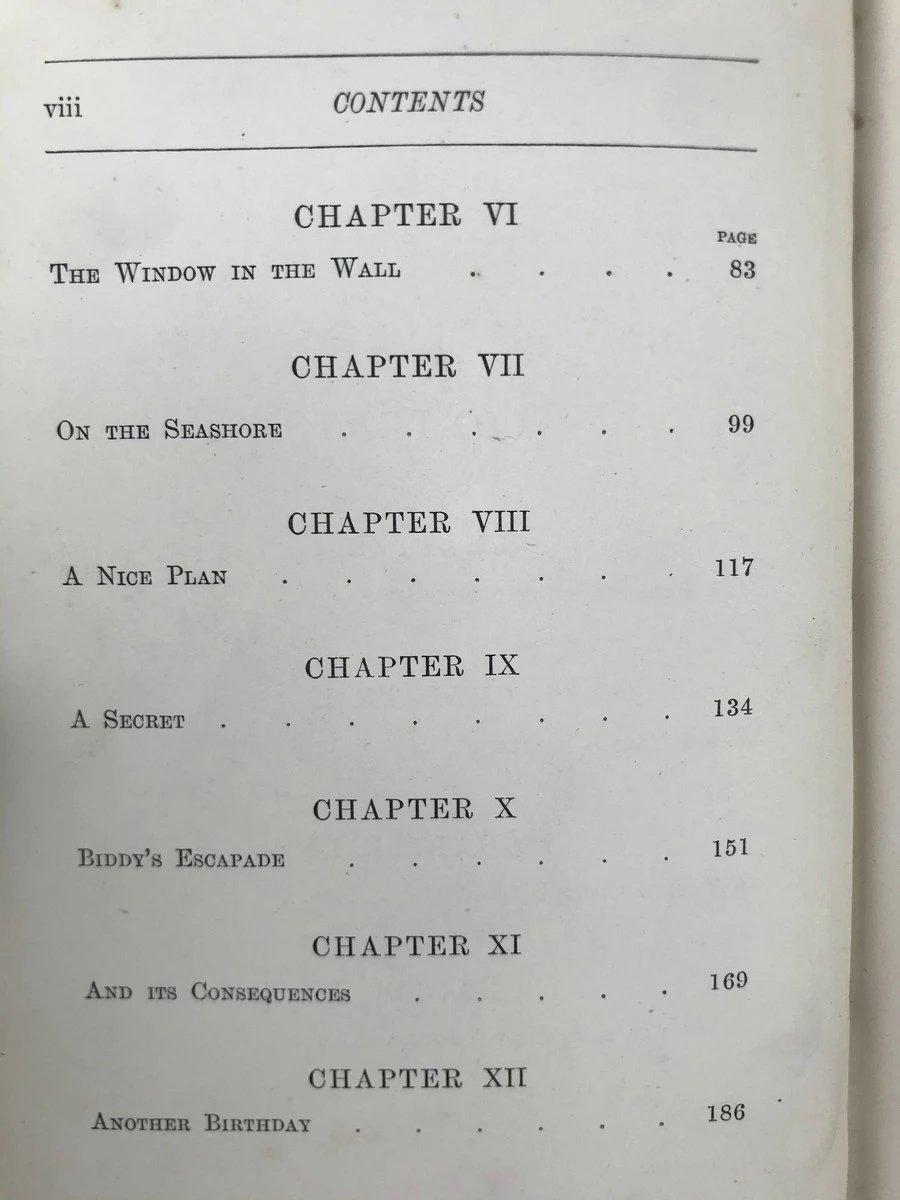 viii CONTENTS
CHAPTER VI
PAGE
THE WINDOW IN THE WALL . . . . 83
CHAPTER VII
ON THE SEASHORE . . . . . . 99
CHAPTER VIII
A NICE PLAN . . . . . . . 117
CHAPTER IX
A SECRET . . . . . . . . 134
CHAPTER X
BIDDY'S ESCAPADE . . . . . . 151
CHAPTER XI
AND ITS CONSEQUENCES . . . . . 169
CHAPTER XII
ANOTHER BIRTHDAY . . . . . . 186